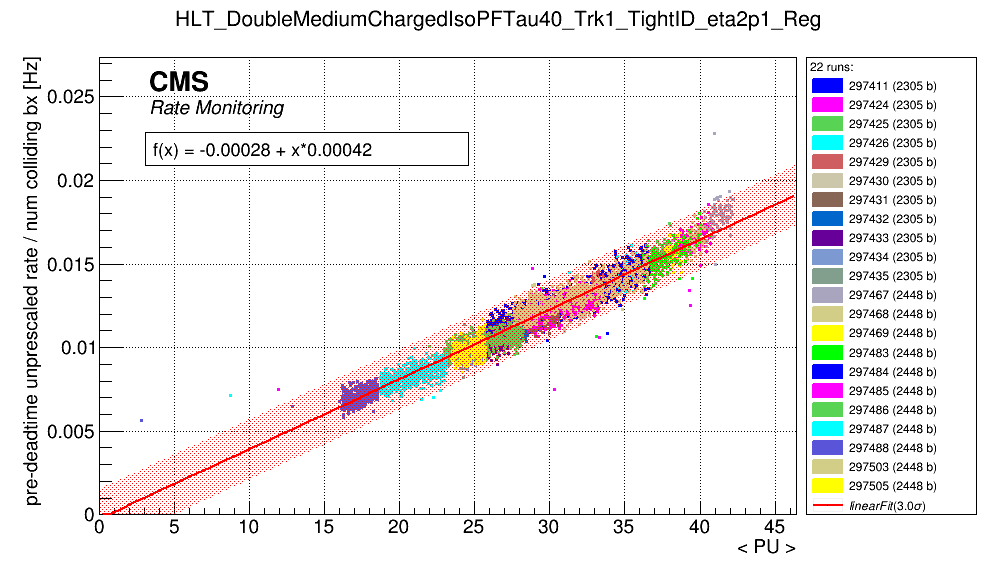 HLT_DoubleMediumChargedIsoPFTau40_Trk1_TightID_eta2p1_Reg
pre-deadtime unprescaled rate / num colliding bx [Hz]
CMS
Rate Monitoring
f(x) = -0.00028 + x*0.00042
0.025
0.02
0.015
0.01
0.005
0
0 5 10 15 20 25 30 35 40 45
< PU >
22 runs:
297411 (2305 b)
297424 (2305 b)
297425 (2305 b)
297426 (2305 b)
297429 (2305 b)
297430 (2305 b)
297431 (2305 b)
297432 (2305 b)
297433 (2305 b)
297434 (2305 b)
297435 (2305 b)
297467 (2448 b)
297468 (2448 b)
297469 (2448 b)
297483 (2448 b)
297484 (2448 b)
297485 (2448 b)
297486 (2448 b)
297487 (2448 b)
297488 (2448 b)
297503 (2448 b)
297505 (2448 b)
linearFit(3.0σ)